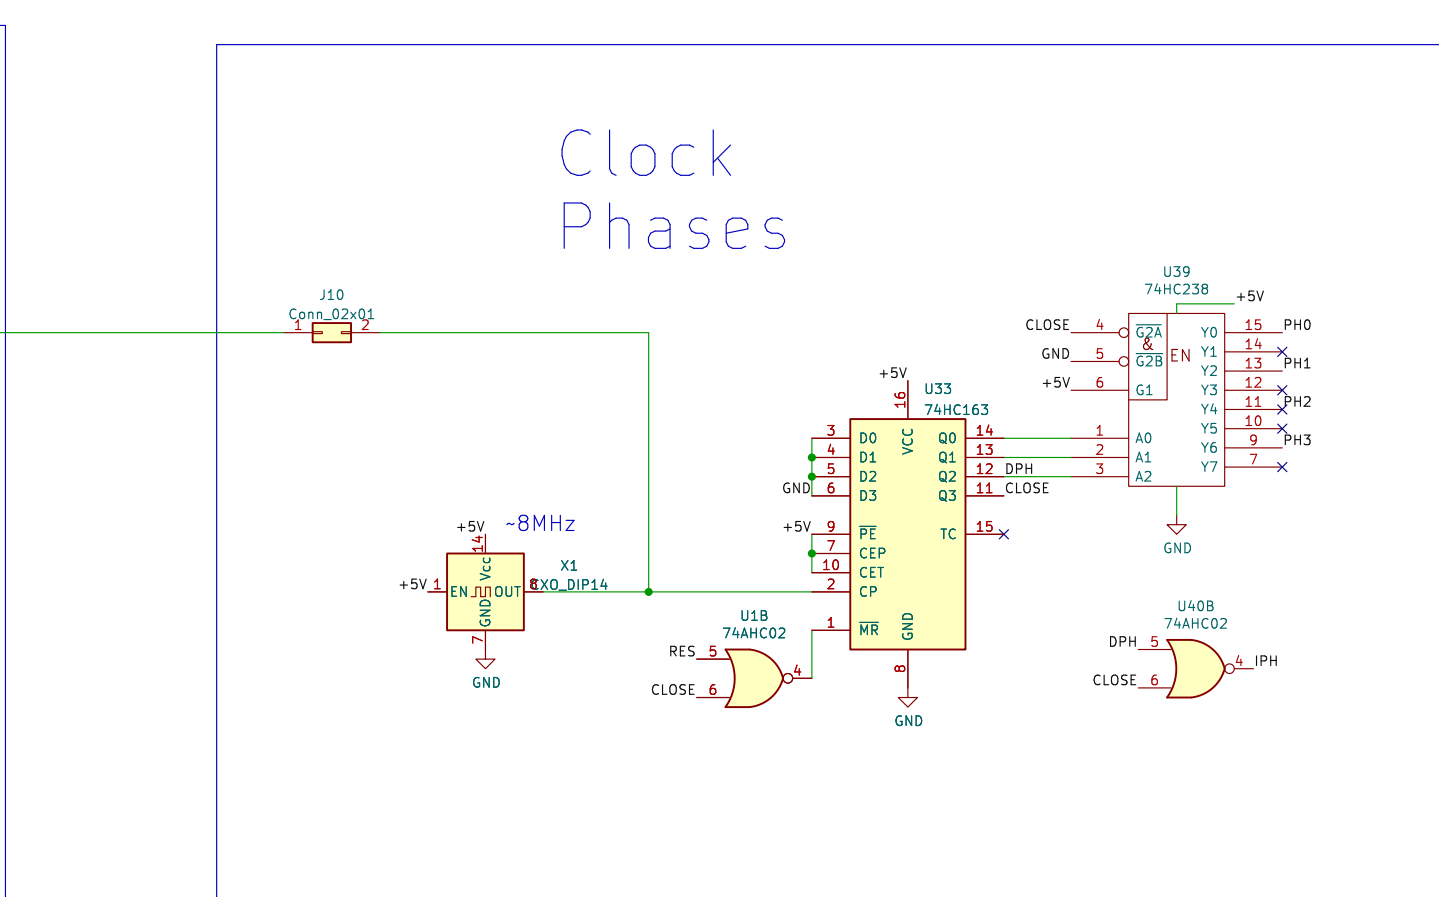 Clock
Phases
J10
Conn_02x01
1 2
U39
74HC238
+5V
CLOSE 4 G2A Y0 15 PH0
& Y1 14
GND 5 G2B EN Y2 13 PH1
+5V 6 G1 Y3 12
Y4 11 PH2
Y5 10
Y6 9 PH3
Y7 7
1 A0
2 A1
3 A2
GND
+5V
16
U33
74HC163
VCC
3 D0 Q0 14
4 D1 Q1 13
5 D2 Q2 12 DPH
GND 6 D3 Q3 11 CLOSE
+5V 9 PE TC 15
7 CEP
10 CET
2 CP
1 MR
GND
8
GND
+5V ~8MHz
14
Vcc
X1
CXO_DIP14
+5V 1 EN OUT 8
GND
7
GND
U1B
74AHC02
RES 5
4
CLOSE 6
U40B
74AHC02
DPH 5
4 IPH
CLOSE 6